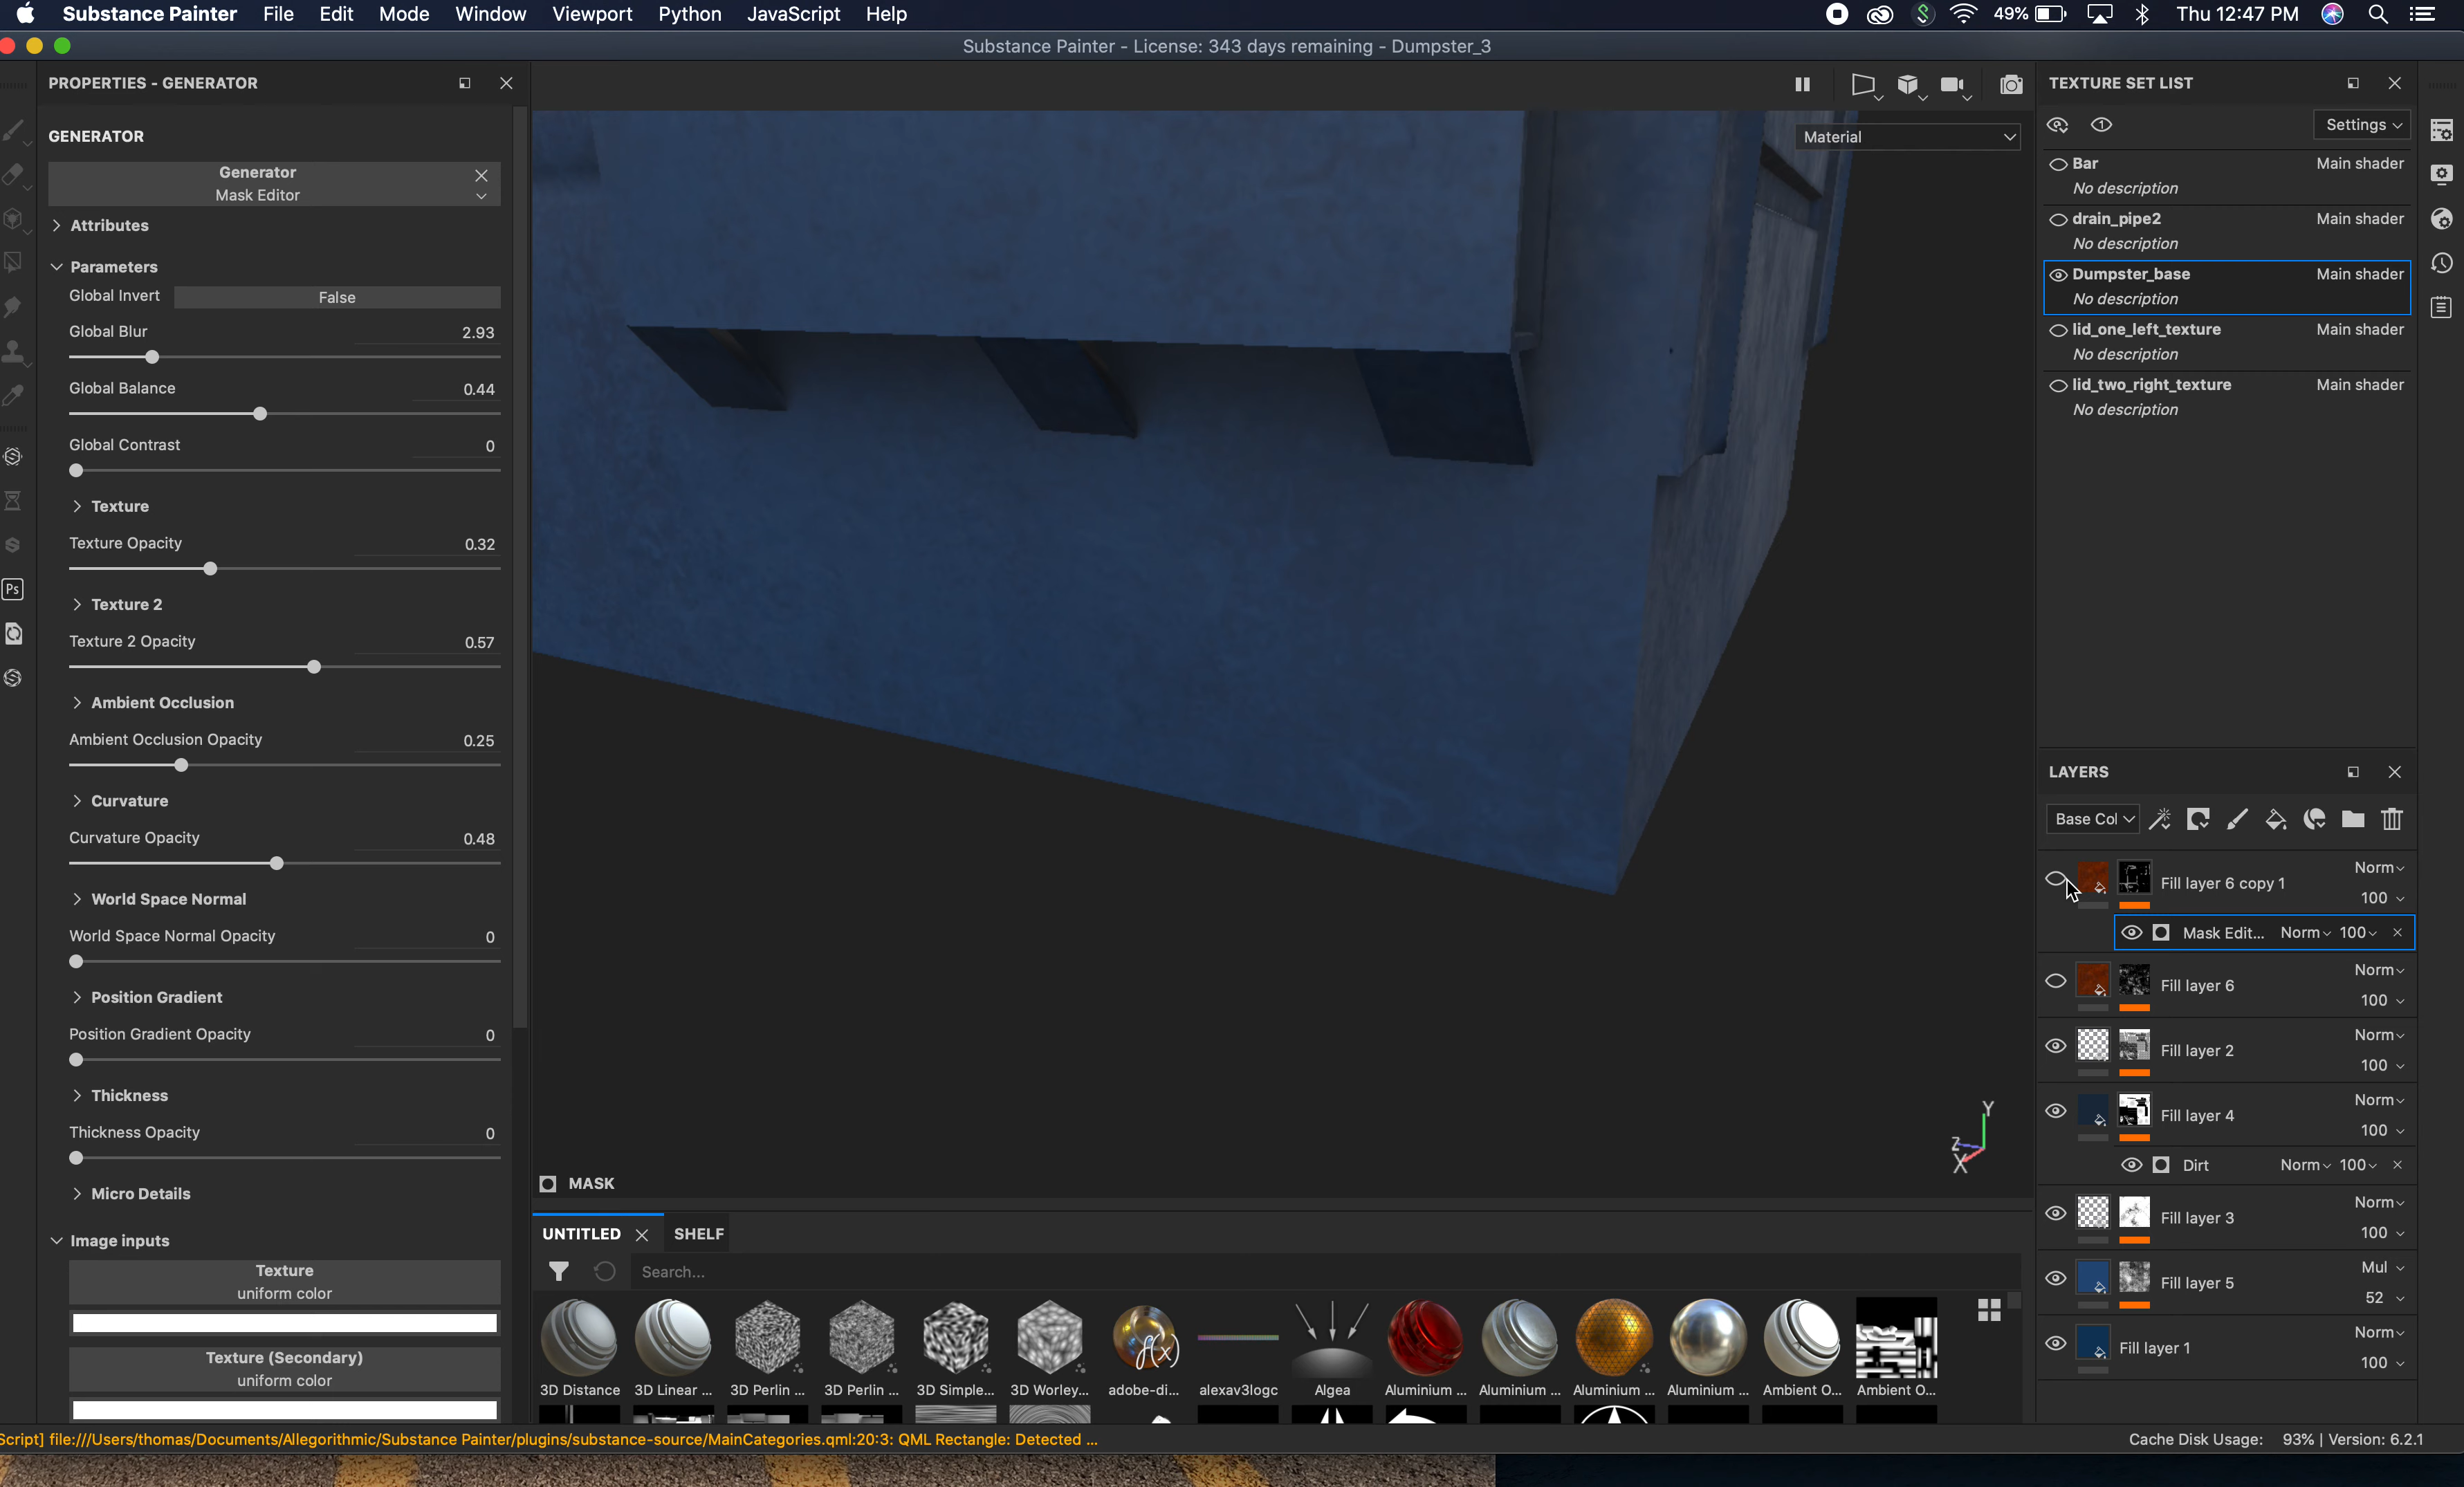 Substance Painter File Edit Mode Window Viewport Python JavaScript Help 49% Thu 12:47 PM
Substance Painter - License: 343 days remaining - Dumpster_3
PROPERTIES - GENERATOR
GENERATOR
Generator
Mask Editor
Attributes
Parameters
Global Invert False
Global Blur 2.93
Global Balance 0.44
Global Contrast 0
Texture
Texture Opacity 0.32
Texture 2
Texture 2 Opacity 0.57
Ambient Occlusion
Ambient Occlusion Opacity 0.25
Curvature
Curvature Opacity 0.48
World Space Normal
World Space Normal Opacity 0
Position Gradient
Position Gradient Opacity 0
Thickness
Thickness Opacity 0
Micro Details
Image inputs
Texture
uniform color
Texture (Secondary)
uniform color
Ps
Material
Y
Z
X
MASK
UNTITLED SHELF
Search...
f(x)
3D Distance 3D Linear ... 3D Perlin ... 3D Perlin ... 3D Simple... 3D Worley... adobe-di... alexav3logc Algea Aluminium ... Aluminium ... Aluminium ... Aluminium ... Ambient O... Ambient O...
TEXTURE SET LIST
Settings
Bar Main shader
No description
drain_pipe2 Main shader
No description
Dumpster_base Main shader
No description
lid_one_left_texture Main shader
No description
lid_two_right_texture Main shader
No description
LAYERS
Base Col
Fill layer 6 copy 1 Norm
100
Mask Edit... Norm 100
Fill layer 6 Norm
100
Fill layer 2 Norm
100
Fill layer 4 Norm
100
Dirt Norm 100
Fill layer 3 Norm
100
Fill layer 5 Mul
52
Fill layer 1 Norm
100
Script] file:///Users/thomas/Documents/Allegorithmic/Substance Painter/plugins/substance-source/MainCategories.qml:20:3: QML Rectangle: Detected ...
Cache Disk Usage: 93% | Version: 6.2.1